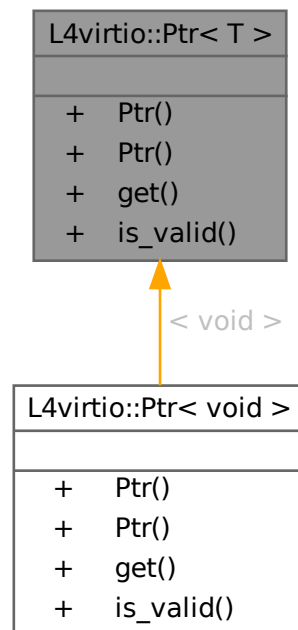 L4virtio::Ptr< T >
+ Ptr()
+ Ptr()
+ get()
+ is_valid()
< void >
L4virtio::Ptr< void >
+ Ptr()
+ Ptr()
+ get()
+ is_valid()